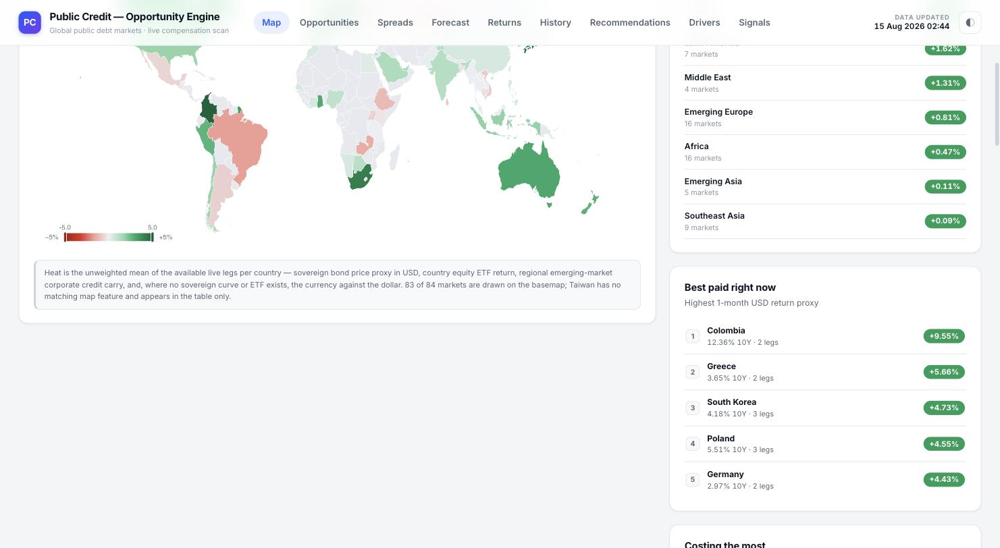 PC
Public Credit — Opportunity Engine
Global public debt markets · live compensation scan
Map
Opportunities
Spreads
Forecast
Returns
History
Recommendations
Drivers
Signals
DATA UPDATED
15 Aug 2026 02:44
-5.0
5.0
−5%
+5%
Heat is the unweighted mean of the available live legs per country — sovereign bond price proxy in USD, country equity ETF return, regional emerging-market
corporate credit carry, and, where no sovereign curve or ETF exists, the currency against the dollar. 83 of 84 markets are drawn on the basemap; Taiwan has no
matching map feature and appears in the table only.
7 markets
+1.62%
Middle East
4 markets
+1.31%
Emerging Europe
16 markets
+0.81%
Africa
16 markets
+0.47%
Emerging Asia
5 markets
+0.11%
Southeast Asia
9 markets
+0.09%
Best paid right now
Highest 1-month USD return proxy
1
Colombia
12.36% 10Y · 2 legs
+9.55%
2
Greece
3.65% 10Y · 2 legs
+5.66%
3
South Korea
4.18% 10Y · 3 legs
+4.73%
4
Poland
5.51% 10Y · 3 legs
+4.55%
5
Germany
2.97% 10Y · 2 legs
+4.43%
Costing the most